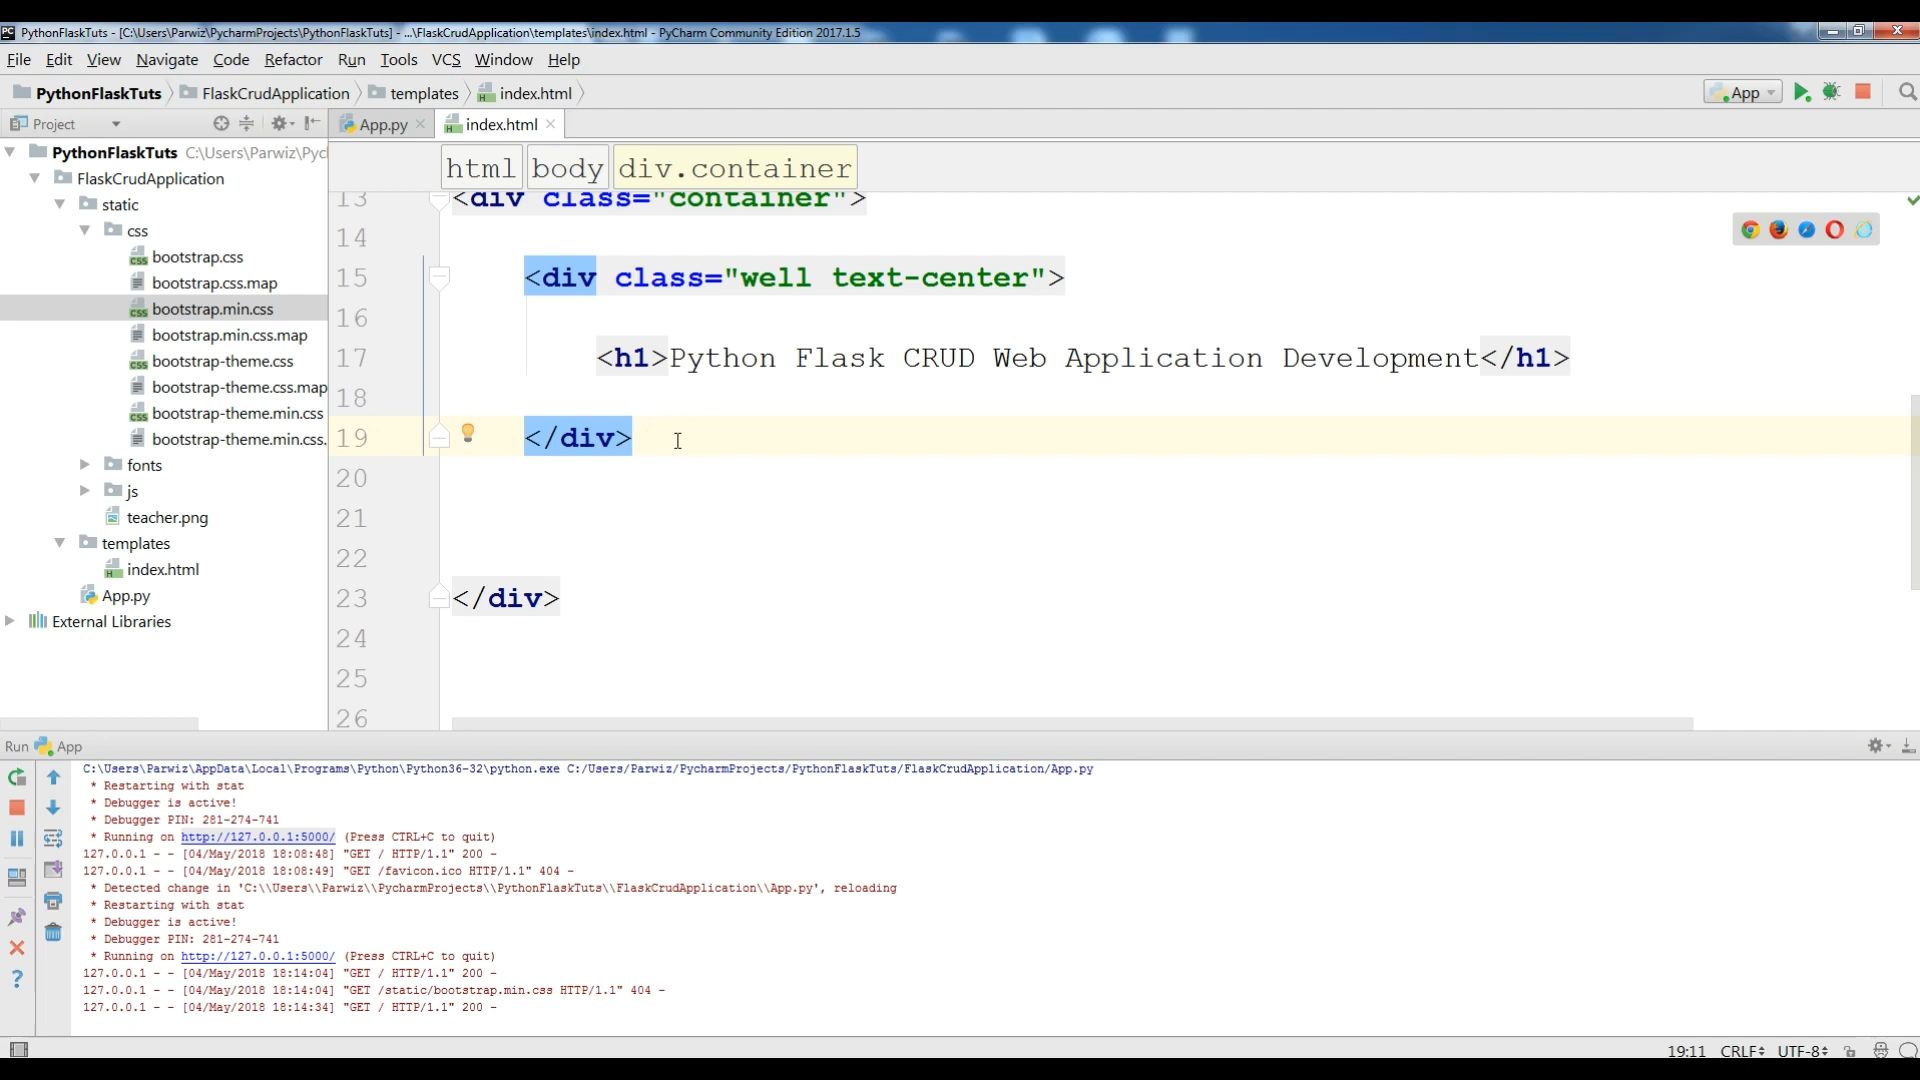 PythonFlaskTuts - [C:\Users\Parwiz\PycharmProjects\PythonFlaskTuts] - ...\FlaskCrudApplication\templates\index.html - PyCharm Community Edition 2017.1.5
File Edit View Navigate Code Refactor Run Tools VCS Window Help
PythonFlaskTuts FlaskCrudApplication templates index.html App
Project App.py index.html
PythonFlaskTuts C:\Users\Parwiz\Pyc
FlaskCrudApplication
static
css
bootstrap.css
bootstrap.css.map
bootstrap.min.css
bootstrap.min.css.map
bootstrap-theme.css
bootstrap-theme.css.map
bootstrap-theme.min.css
bootstrap-theme.min.css.
fonts
js
teacher.png
templates
index.html
App.py
External Libraries
html body div.container
13 <div class="container">
14
15 <div class="well text-center">
16
17 <h1>Python Flask CRUD Web Application Development</h1>
18
19 </div>
20
21
22
23 </div>
24
25
26
Run App
C:\Users\Parwiz\AppData\Local\Programs\Python\Python36-32\python.exe C:/Users/Parwiz/PycharmProjects/PythonFlaskTuts/FlaskCrudApplication/App.py
* Restarting with stat
* Debugger is active!
* Debugger PIN: 281-274-741
* Running on http://127.0.0.1:5000/ (Press CTRL+C to quit)
127.0.0.1 - - [04/May/2018 18:08:48] "GET / HTTP/1.1" 200 -
127.0.0.1 - - [04/May/2018 18:08:49] "GET /favicon.ico HTTP/1.1" 404 -
* Detected change in 'C:\\Users\\Parwiz\\PycharmProjects\\PythonFlaskTuts\\FlaskCrudApplication\\App.py', reloading
* Restarting with stat
* Debugger is active!
* Debugger PIN: 281-274-741
* Running on http://127.0.0.1:5000/ (Press CTRL+C to quit)
127.0.0.1 - - [04/May/2018 18:14:04] "GET / HTTP/1.1" 200 -
127.0.0.1 - - [04/May/2018 18:14:04] "GET /static/bootstrap.min.css HTTP/1.1" 404 -
127.0.0.1 - - [04/May/2018 18:14:34] "GET / HTTP/1.1" 200 -
19:11 CRLF UTF-8